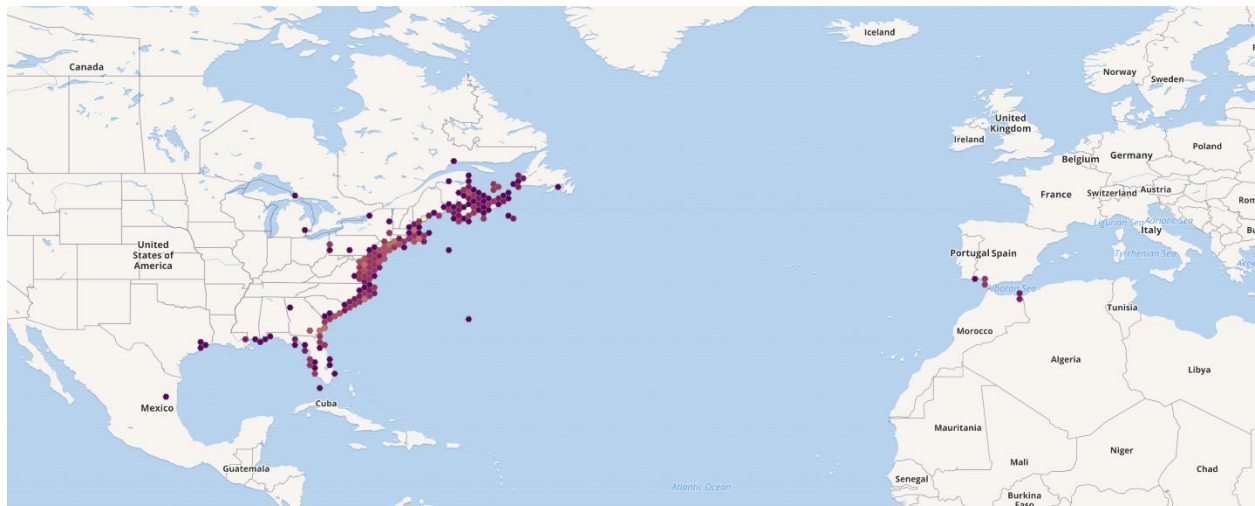 Iceland
Canada
Norway
Sweden
United
Kingdom
Ireland
Poland
Belgium
Germany
France
Switzerland
Austria
Ligurian Sea
Adriatic Sea
Italy
United
States of
America
Portugal
Spain
Tyrrhenian Sea
Alboran Sea
Tunisia
Morocco
Algeria
Libya
Mexico
Cuba
Mauritania
Guatemala
Mali
Niger
Chad
Senegal
Atlantic Ocean
Burkina
Faso